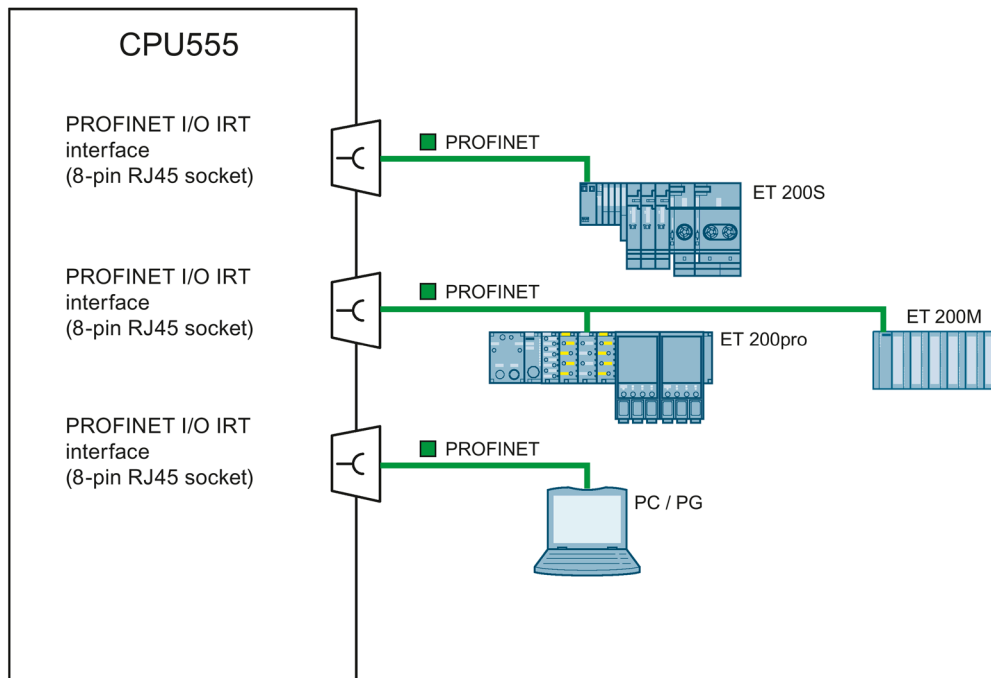 CPU555
PROFINET I/O IRT
interface
(8-pin RJ45 socket)
PROFINET
ET 200S
PROFINET I/O IRT
interface
(8-pin RJ45 socket)
PROFINET
ET 200pro
ET 200M
PROFINET I/O IRT
interface
(8-pin RJ45 socket)
PROFINET
PC / PG